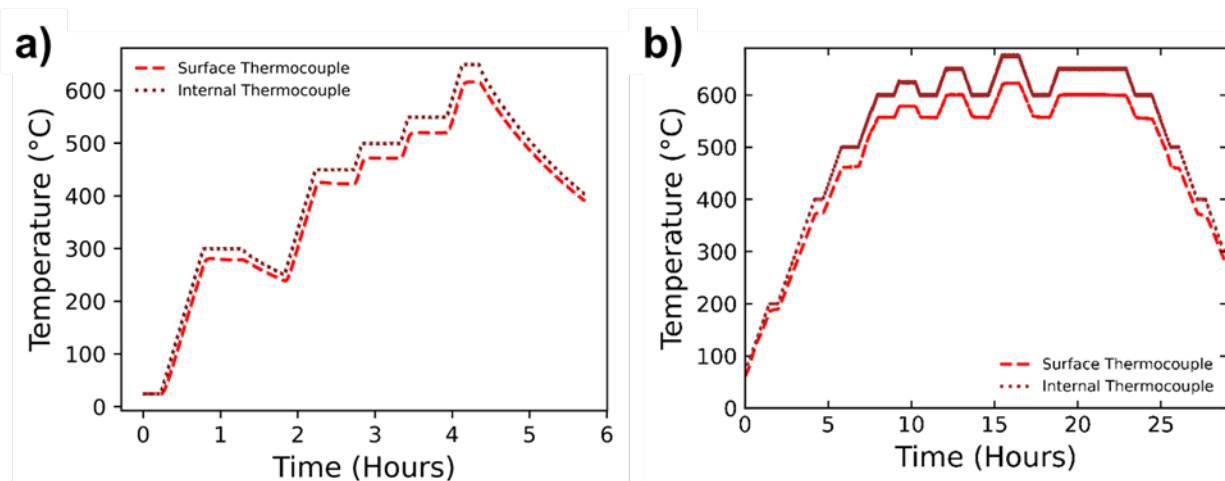 a)
Surface Thermocouple
Internal Thermocouple
Temperature (°C)
600
500
400
300
200
100
0
0 1 2 3 4 5 6
Time (Hours)
b)
Temperature (°C)
600
500
400
300
200
100
0
Surface Thermocouple
Internal Thermocouple
0 5 10 15 20 25
Time (Hours)